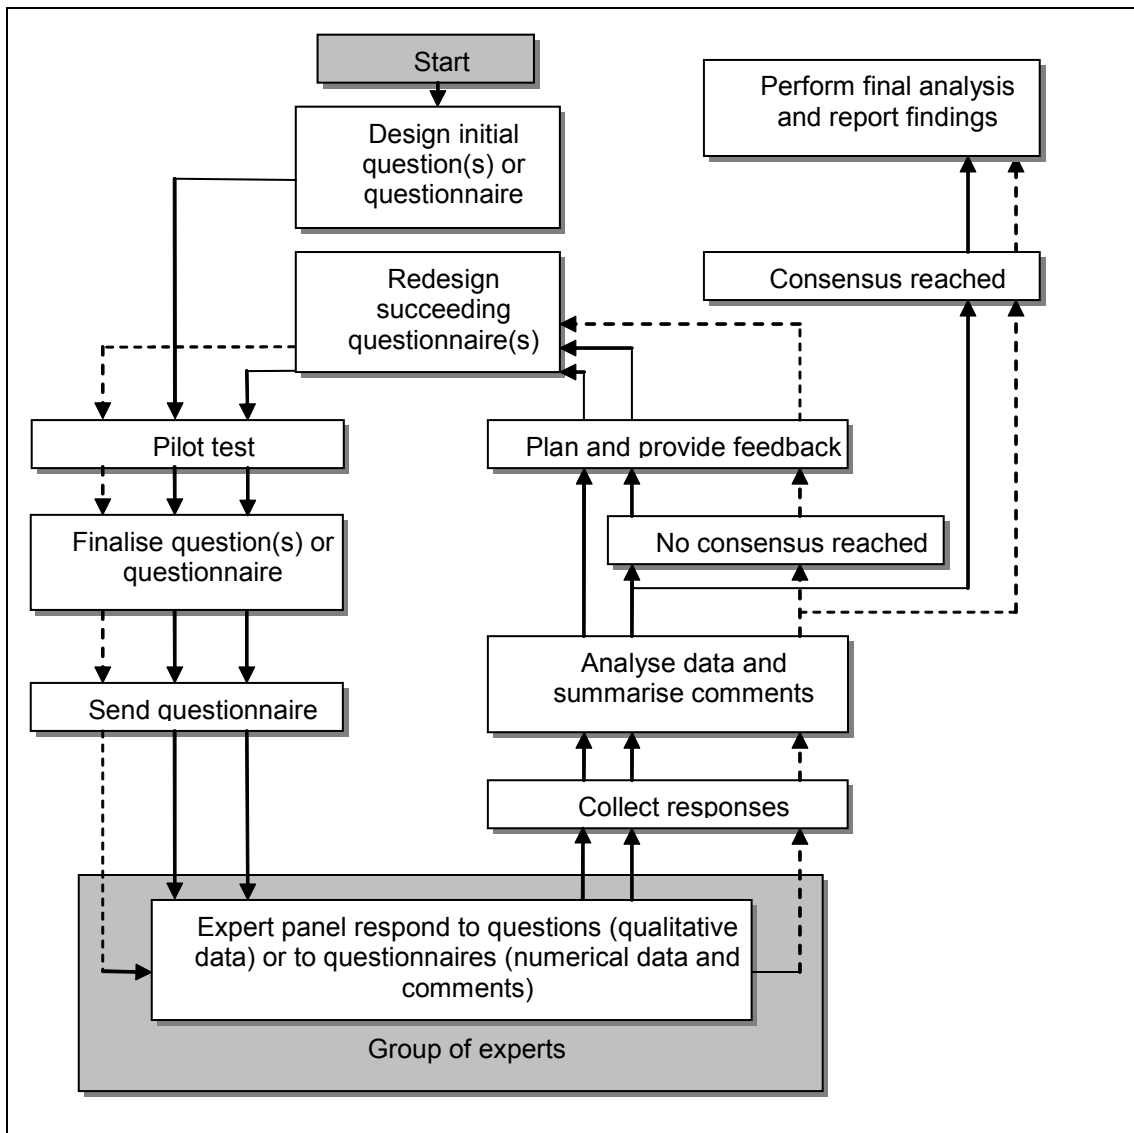 Start
Design initial
question(s) or
questionnaire
Redesign
succeeding
questionnaire(s)
Pilot test
Finalise question(s) or
questionnaire
Send questionnaire
Expert panel respond to questions (qualitative
data) or to questionnaires (numerical data and
comments)
Group of experts
Collect responses
Analyse data and
summarise comments
No consensus reached
Plan and provide feedback
Consensus reached
Perform final analysis
and report findings